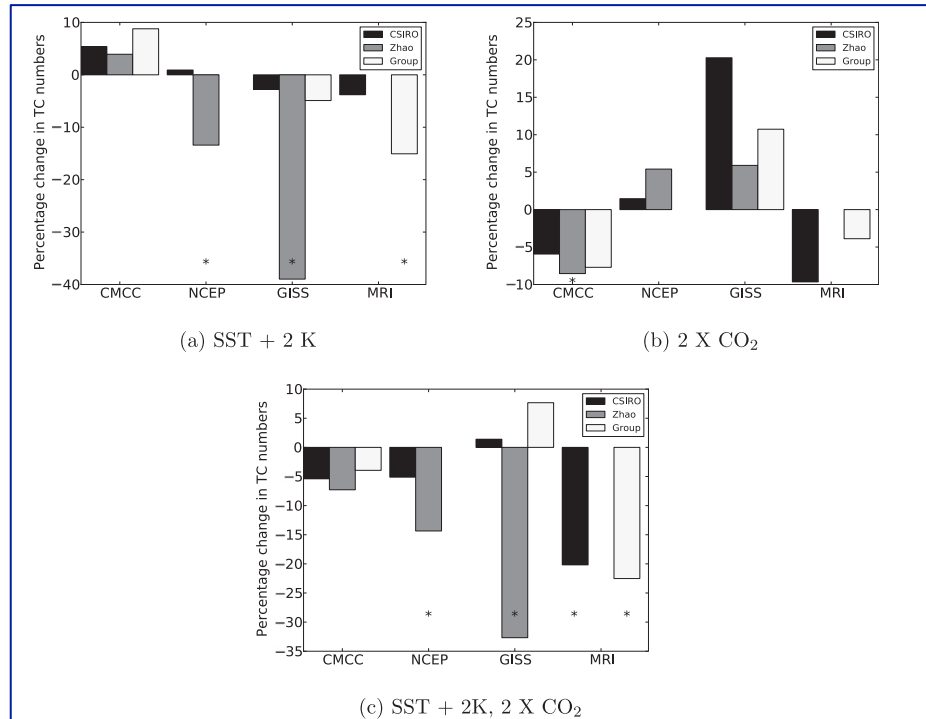 10
0
−10
−20
−30
−40
Percentage change in TC numbers
CSIRO
Zhao
Group
* * *
CMCC NCEP GISS MRI
(a) SST + 2 K
25
20
15
10
5
0
−5
−10
Percentage change in TC numbers
CSIRO
Zhao
Group
*
CMCC NCEP GISS MRI
(b) 2 X CO₂
10
5
0
−5
−10
−15
−20
−25
−30
−35
Percentage change in TC numbers
CSIRO
Zhao
Group
* * * *
CMCC NCEP GISS MRI
(c) SST + 2K, 2 X CO₂